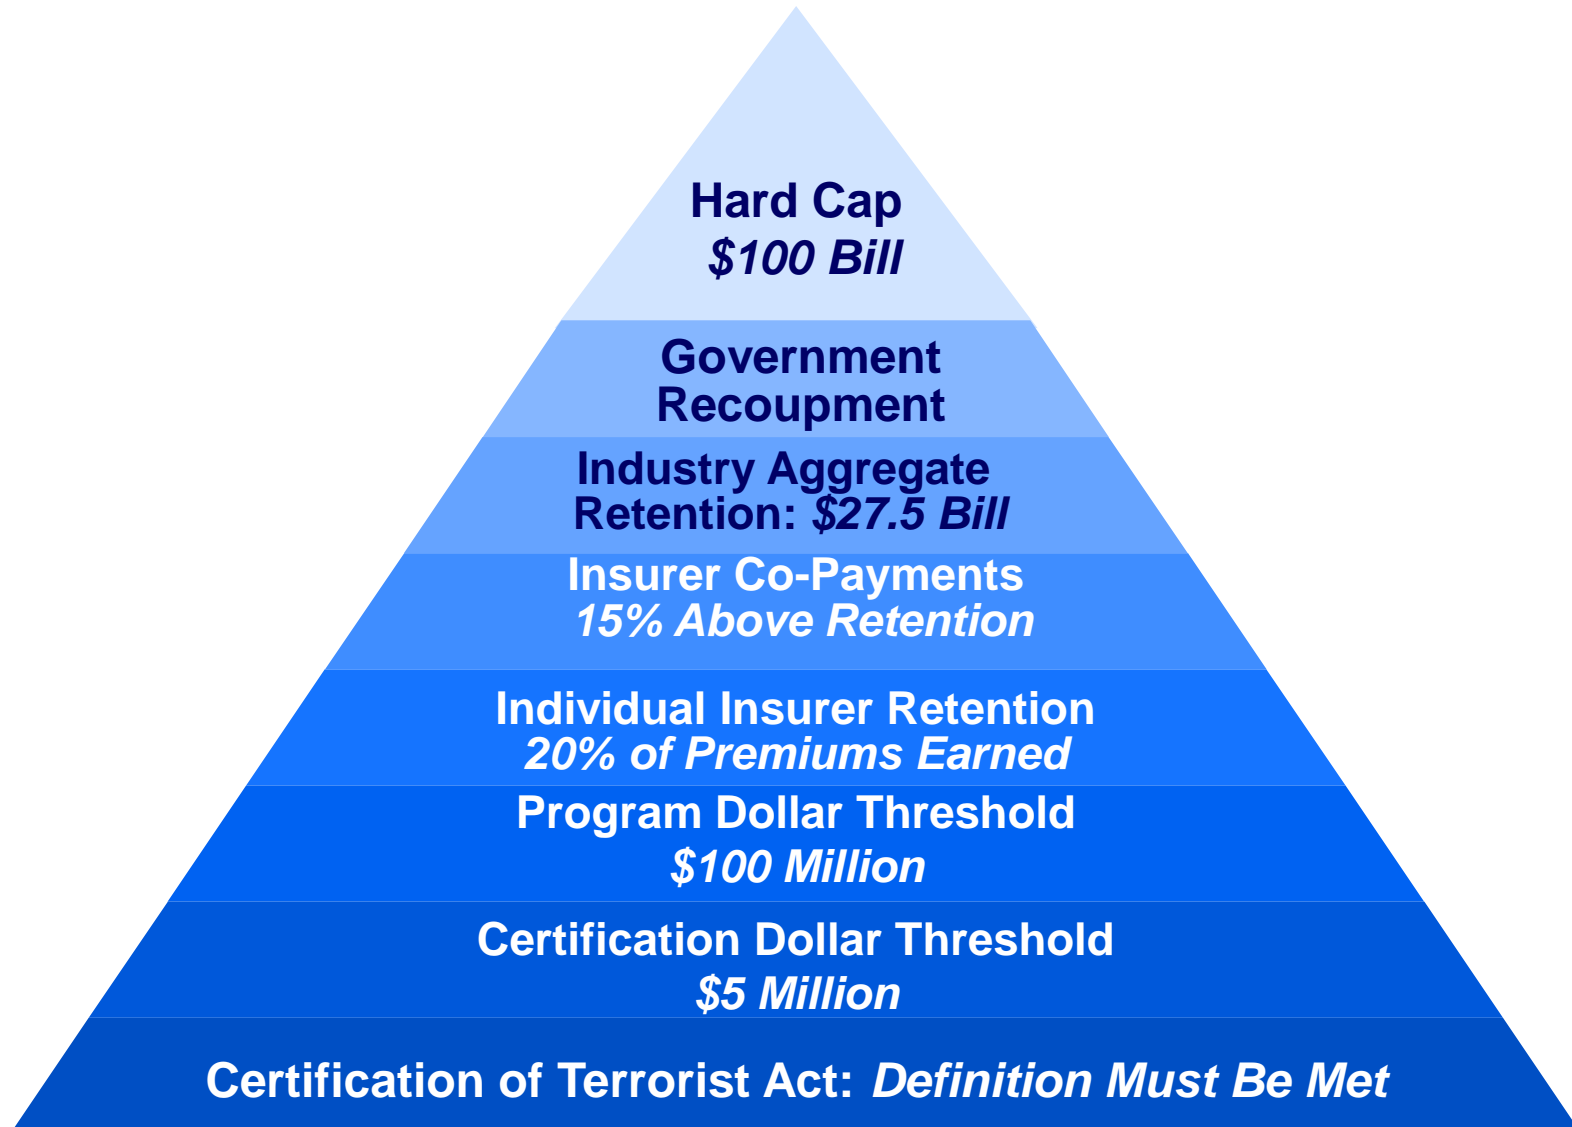 Hard Cap
$100 Bill
Government
Recoupment
Industry Aggregate
Retention: $27.5 Bill
Insurer Co-Payments
15% Above Retention
Individual Insurer Retention
20% of Premiums Earned
Program Dollar Threshold
$100 Million
Certification Dollar Threshold
$5 Million
Certification of Terrorist Act: Definition Must Be Met